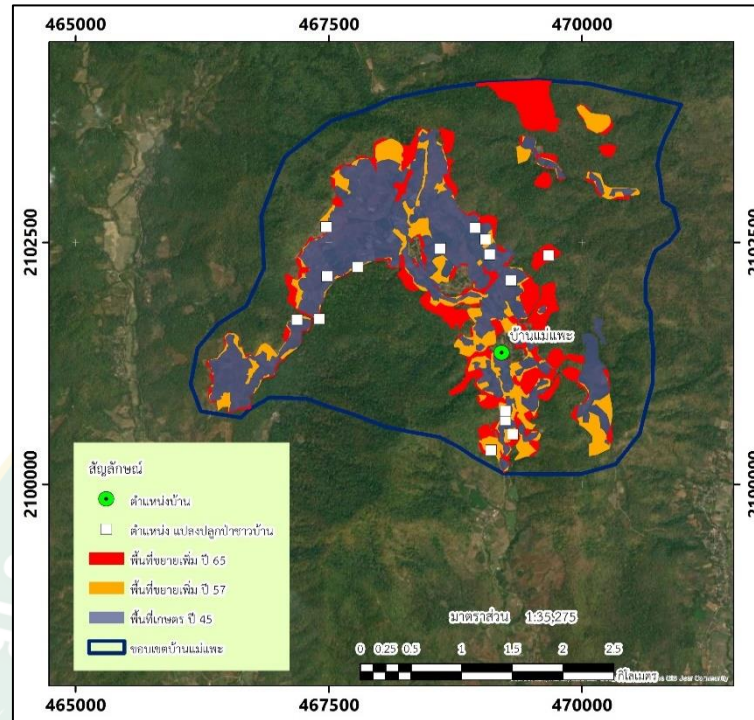 465000 467500 470000
2102500 2102500
บ้านแม่แพะ
2100000 2100000
สัญลักษณ์
ตำแหน่งบ้าน
ตำแหน่ง แปลงปลูกป่าชาวบ้าน
พื้นที่ขยายเพิ่ม ปี 65
พื้นที่ขยายเพิ่ม ปี 57
พื้นที่เกษตร ปี 45
ขอบเขตบ้านแม่แพะ
มาตราส่วน 1:35,275
0 0.25 0.5 1 1.5 2 2.5
กิโลเมตร
GIS User Community
465000 467500 470000